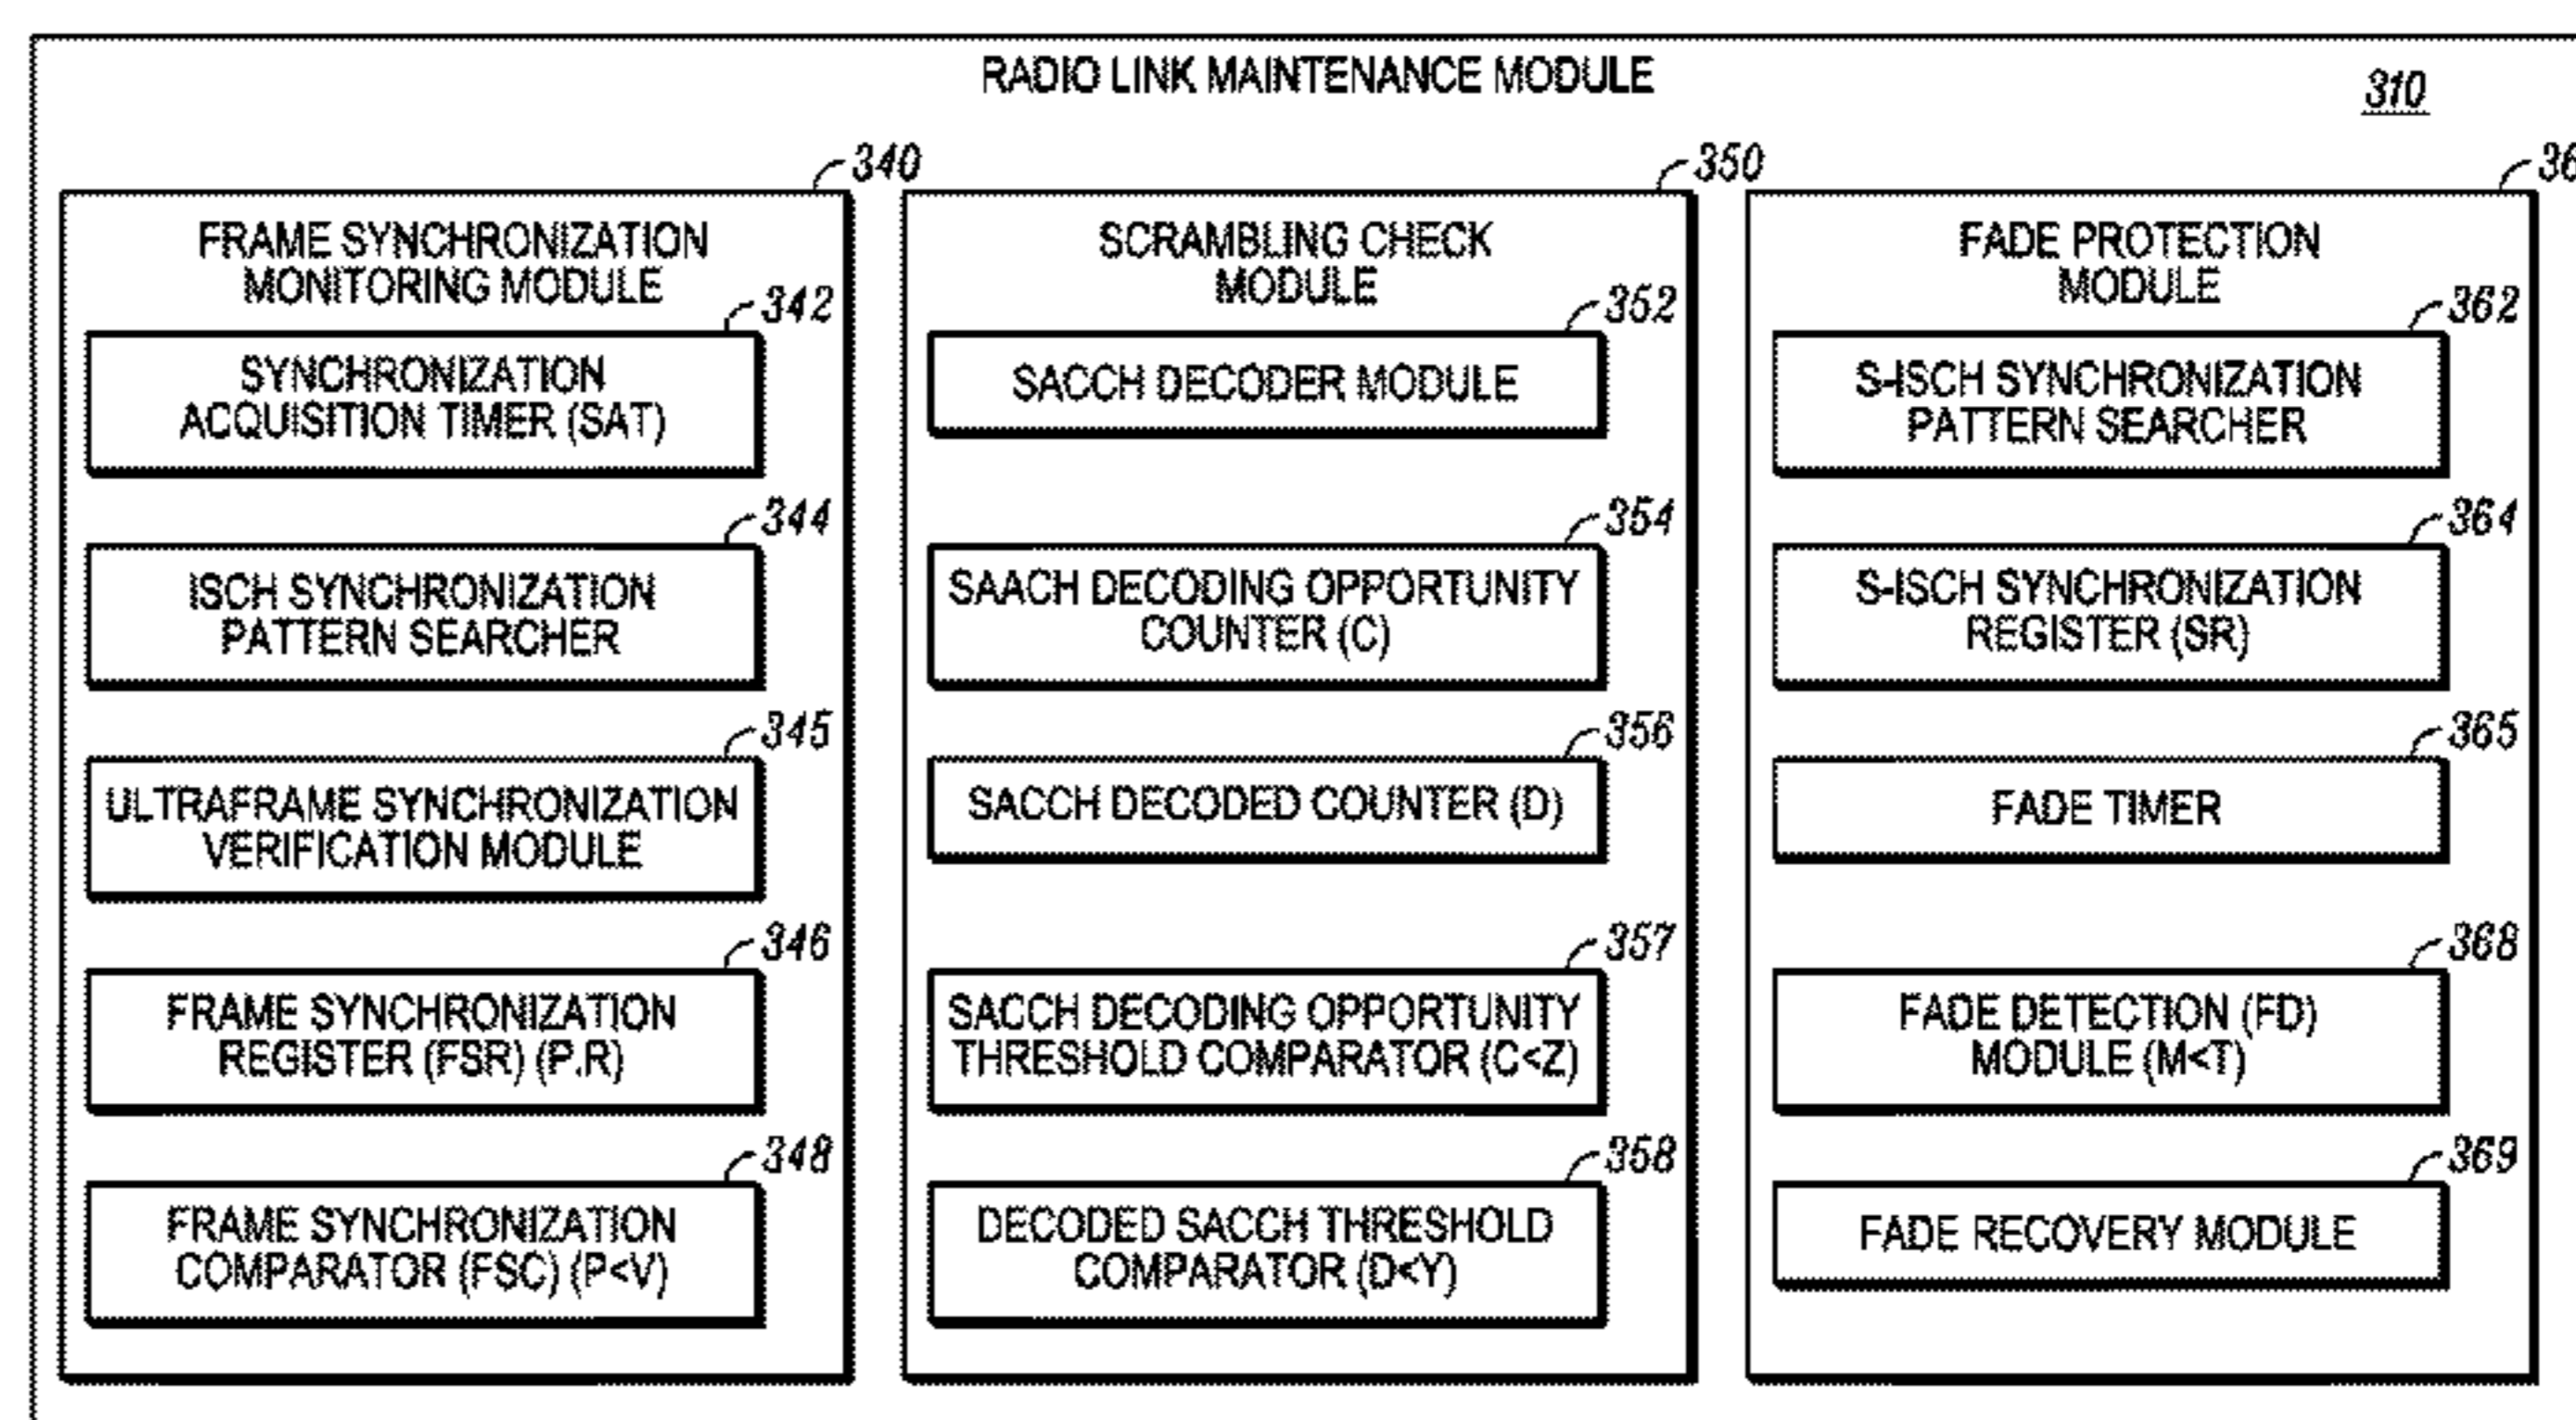 RADIO LINK MAINTENANCE MODULE
310
340
FRAME SYNCHRONIZATION
MONITORING MODULE
342
SYNCHRONIZATION
ACQUISITION TIMER (SAT)
344
ISCH SYNCHRONIZATION
PATTERN SEARCHER
345
ULTRAFRAME SYNCHRONIZATION
VERIFICATION MODULE
346
FRAME SYNCHRONIZATION
REGISTER (FSR) (P.R)
348
FRAME SYNCHRONIZATION
COMPARATOR (FSC) (P<V)
350
SCRAMBLING CHECK
MODULE
352
SACCH DECODER MODULE
354
SAACH DECODING OPPORTUNITY
COUNTER (C)
356
SACCH DECODED COUNTER (D)
357
SACCH DECODING OPPORTUNITY
THRESHOLD COMPARATOR (C<Z)
358
DECODED SACCH THRESHOLD
COMPARATOR (D<Y)
FADE PROTECTION
MODULE
362
S-ISCH SYNCHRONIZATION
PATTERN SEARCHER
364
S-ISCH SYNCHRONIZATION
REGISTER (SR)
365
FADE TIMER
368
FADE DETECTION (FD)
MODULE (M<T)
369
FADE RECOVERY MODULE